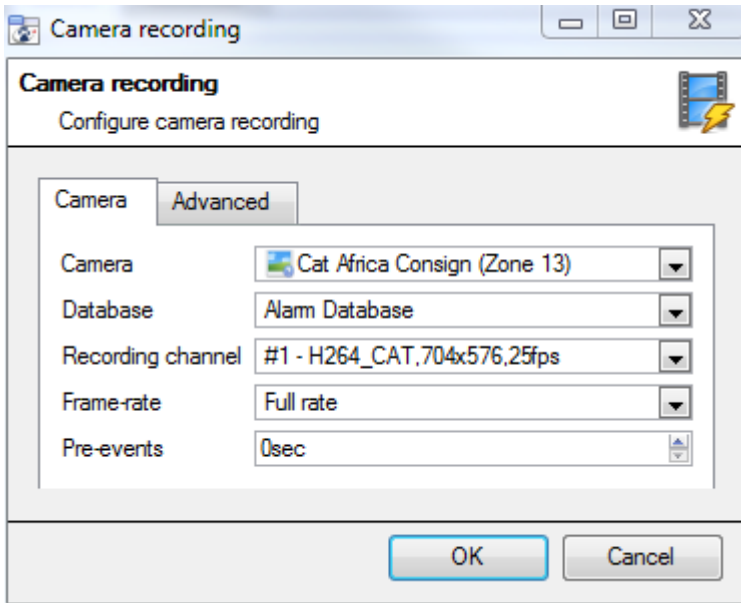 Camera recording
Camera recording
Configure camera recording
Camera Advanced
Camera Cat Africa Consign (Zone 13)
Database Alarm Database
Recording channel #1 - H264_CAT,704x576,25fps
Frame-rate Full rate
Pre-events 0sec
OK Cancel